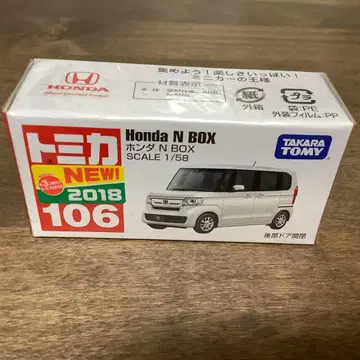 HONDA
集めよう!楽しさいっぱい!
ミニカーの王様
材質表示
紙
外箱
プラ
袋:PE
外装フィルム:PP
トミカ
NEW!
2018
106
Honda N BOX
ホンダ N BOX
SCALE 1/58
TAKARA
TOMY
後部ドア開閉